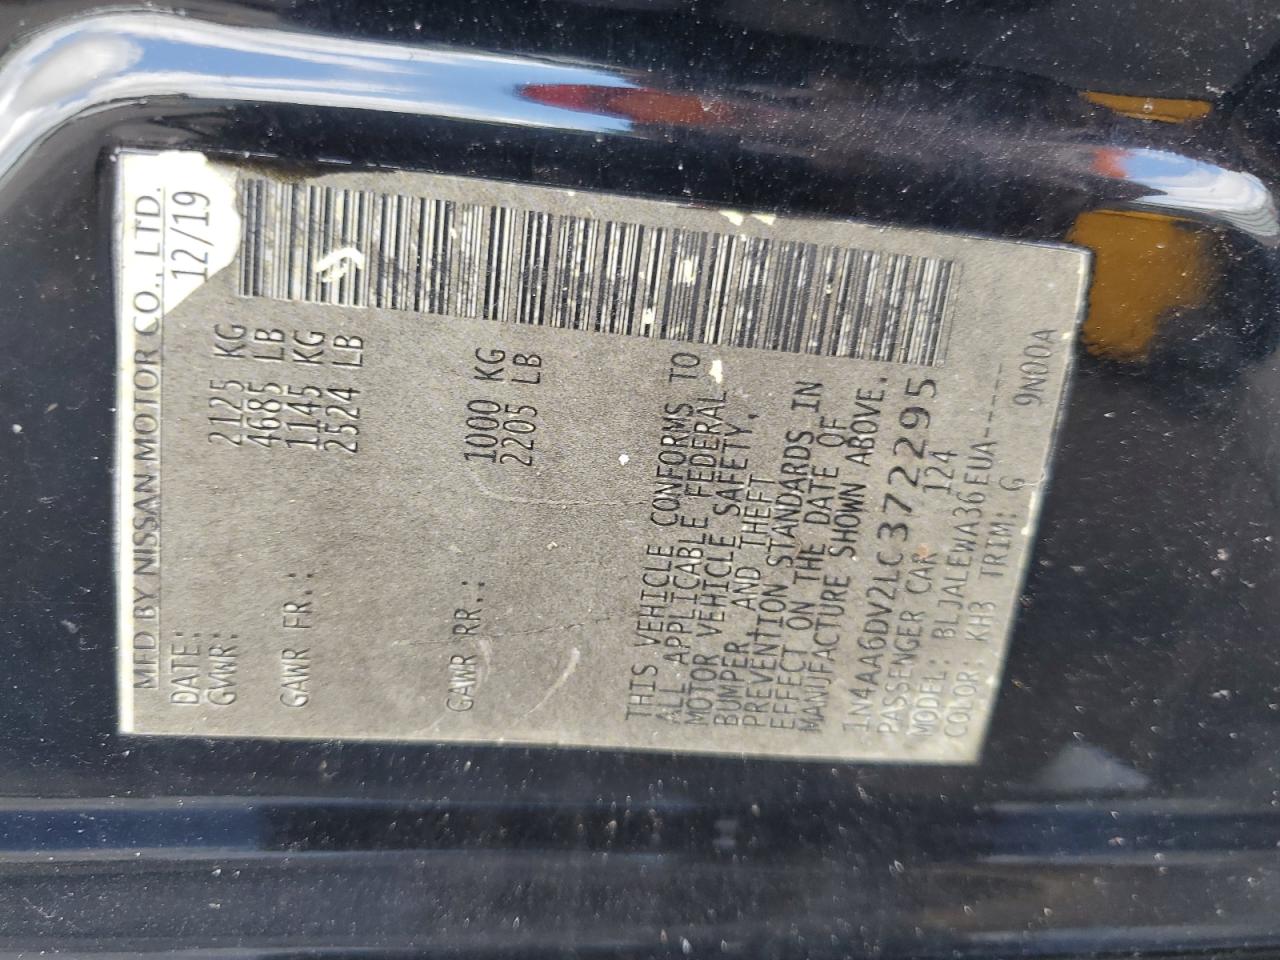 MFD BY NISSAN MOTOR CO., LTD.
DATE: 12/19
GVWR: 2125 KG
4685 LB
GAWR FR.: 1145 KG
2524 LB
GAWR RR.: 1000 KG
2205 LB
THIS VEHICLE CONFORMS TO
ALL APPLICABLE FEDERAL
MOTOR VEHICLE SAFETY,
BUMPER AND THEFT
PREVENTION STANDARDS IN
EFFECT ON THE DATE OF
MANUFACTURE SHOWN ABOVE.
1N4AA6DV2LC372295
PASSENGER CAR 124
MODEL: BLJALEWA36EUA-----
COLOR: KH3 TRIM: G 9N00A